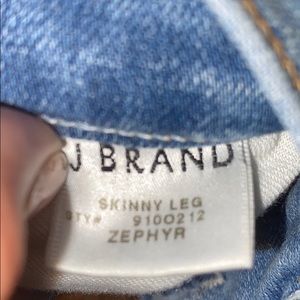 J BRAND
SKINNY LEG
STY# 9100212
ZEPHYR